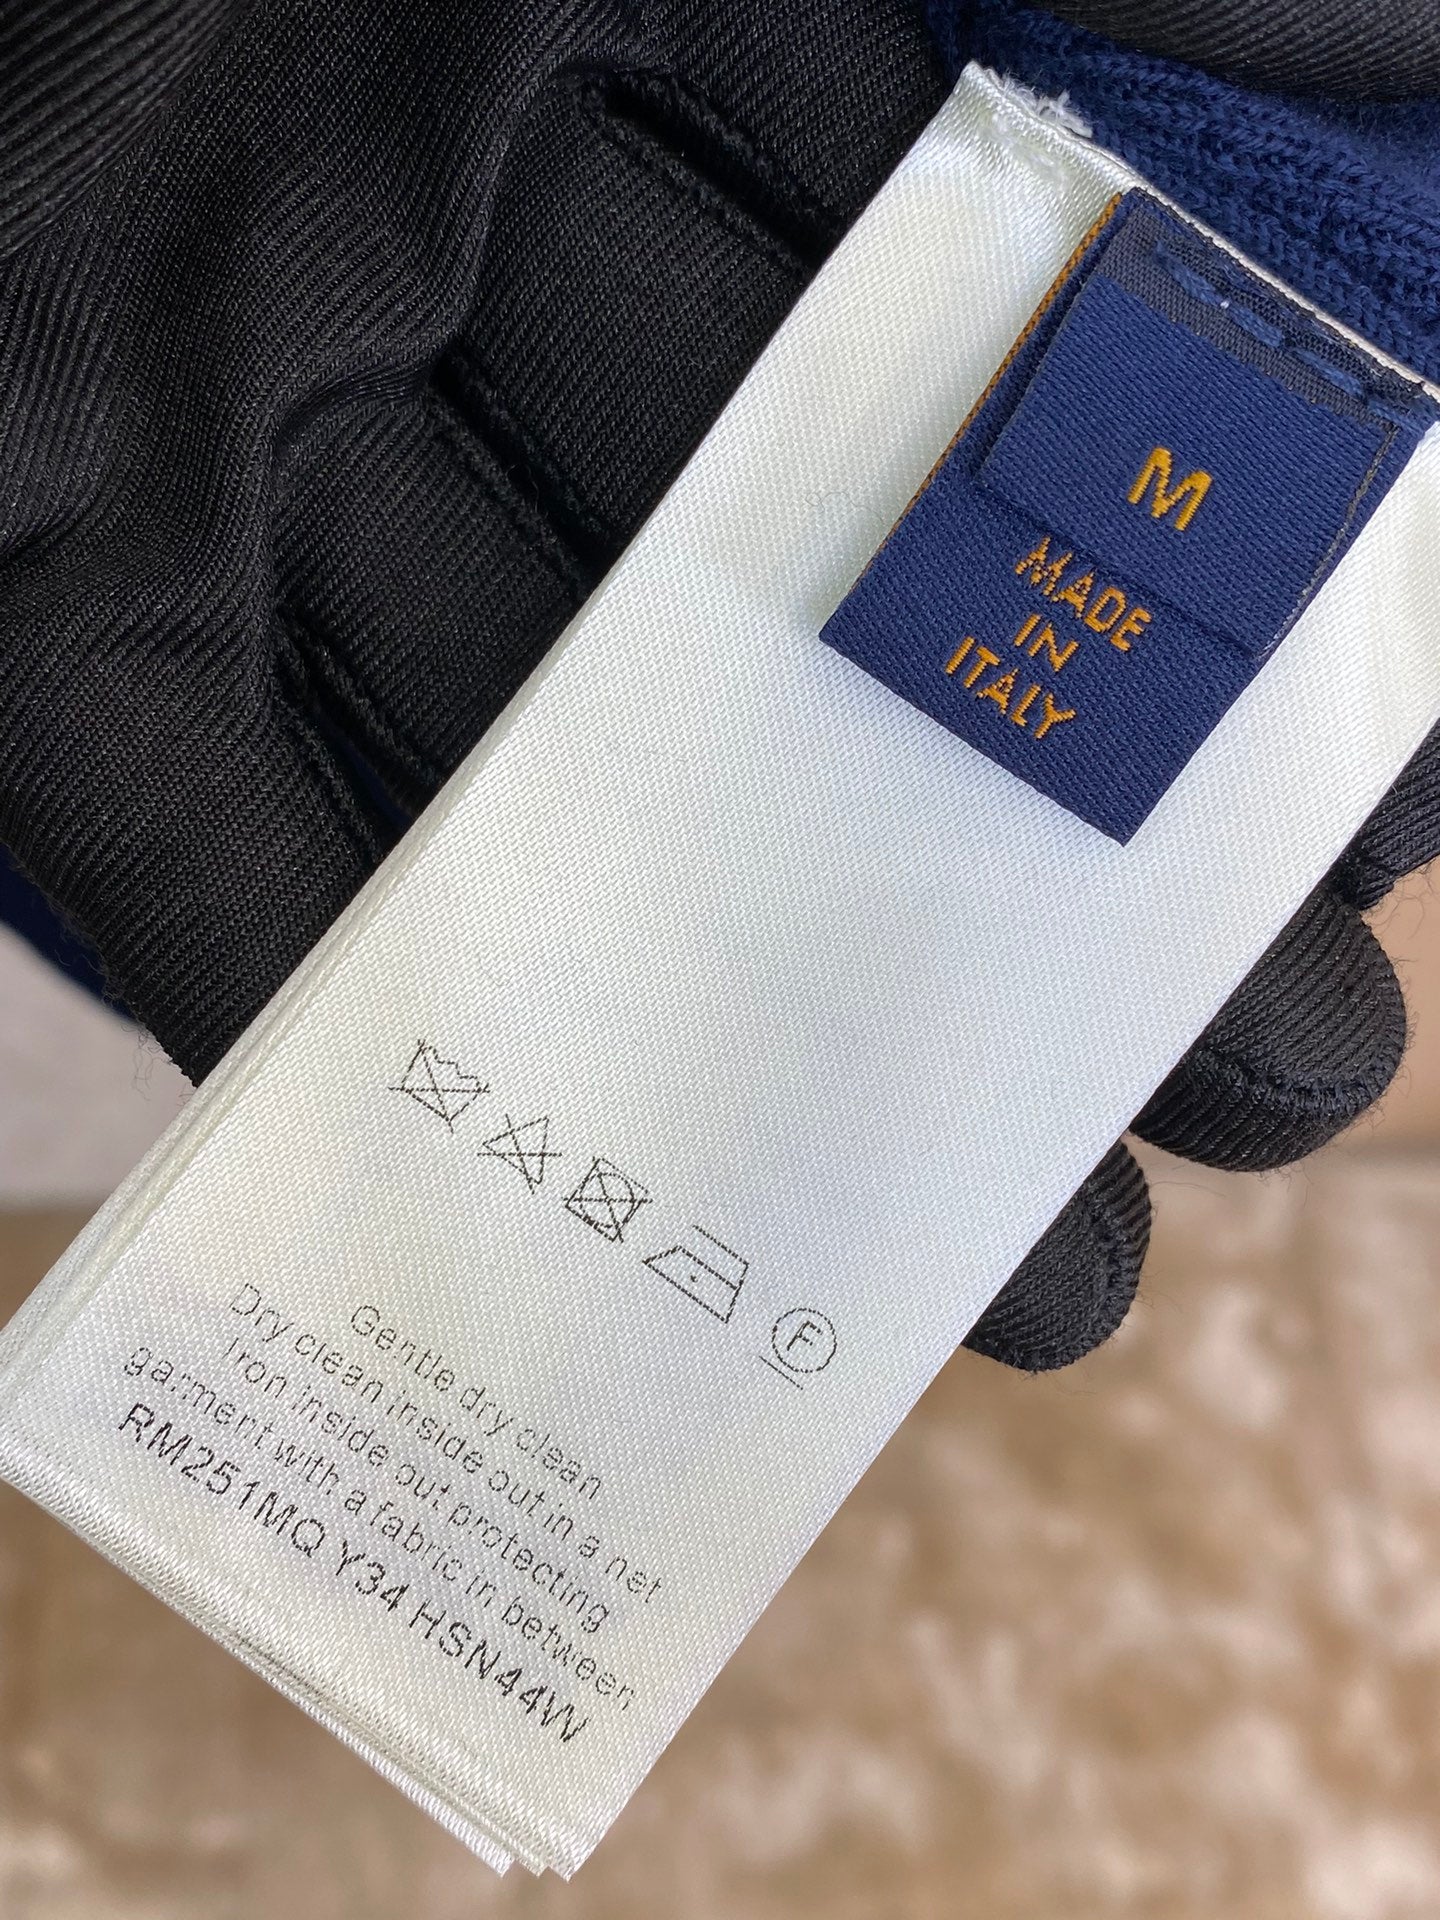 M
MADE
IN
ITALY
F
Gentle dry clean
Dry clean inside out in a net
Iron inside out protecting
garment with a fabric in between
RM251MQ Y34 HSN44W